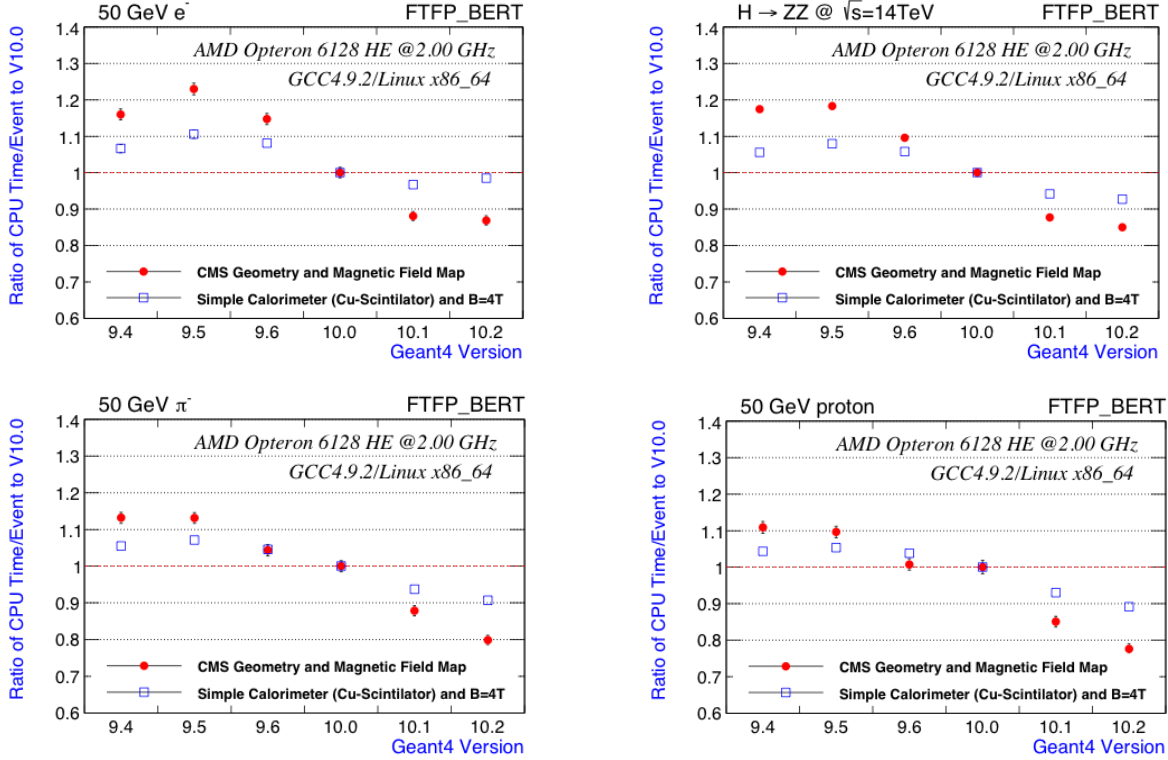 50 GeV e-
FTFP_BERT
AMD Opteron 6128 HE @2.00 GHz
GCC4.9.2/Linux x86_64
Ratio of CPU Time/Event to V10.0
1.4
1.3
1.2
1.1
1
0.9
0.8
0.7
0.6
CMS Geometry and Magnetic Field Map
Simple Calorimeter (Cu-Scintilator) and B=4T
9.4 9.5 9.6 10.0 10.1 10.2
Geant4 Version
H → ZZ @ √s=14TeV
FTFP_BERT
AMD Opteron 6128 HE @2.00 GHz
GCC4.9.2/Linux x86_64
Ratio of CPU Time/Event to V10.0
1.4
1.3
1.2
1.1
1
0.9
0.8
0.7
0.6
CMS Geometry and Magnetic Field Map
Simple Calorimeter (Cu-Scintilator) and B=4T
9.4 9.5 9.6 10.0 10.1 10.2
Geant4 Version
50 GeV π-
FTFP_BERT
AMD Opteron 6128 HE @2.00 GHz
GCC4.9.2/Linux x86_64
Ratio of CPU Time/Event to V10.0
1.4
1.3
1.2
1.1
1
0.9
0.8
0.7
0.6
CMS Geometry and Magnetic Field Map
Simple Calorimeter (Cu-Scintilator) and B=4T
9.4 9.5 9.6 10.0 10.1 10.2
Geant4 Version
50 GeV proton
FTFP_BERT
AMD Opteron 6128 HE @2.00 GHz
GCC4.9.2/Linux x86_64
Ratio of CPU Time/Event to V10.0
1.4
1.3
1.2
1.1
1
0.9
0.8
0.7
0.6
CMS Geometry and Magnetic Field Map
Simple Calorimeter (Cu-Scintilator) and B=4T
9.4 9.5 9.6 10.0 10.1 10.2
Geant4 Version